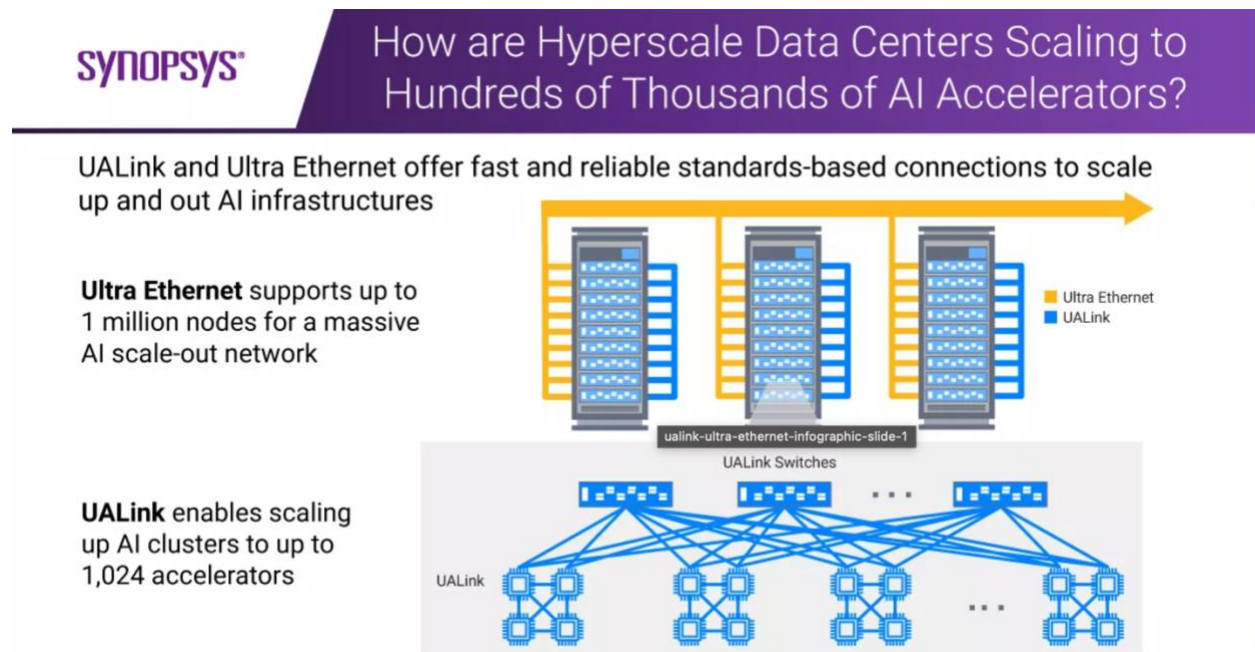 SYNOPSYS®
How are Hyperscale Data Centers Scaling to
Hundreds of Thousands of AI Accelerators?
UALink and Ultra Ethernet offer fast and reliable standards-based connections to scale
up and out AI infrastructures
Ultra Ethernet supports up to
1 million nodes for a massive
AI scale-out network
Ultra Ethernet
UALink
ualink-ultra-ethernet-infographic-slide-1
UALink Switches
UALink enables scaling
up AI clusters to up to
1,024 accelerators
UALink